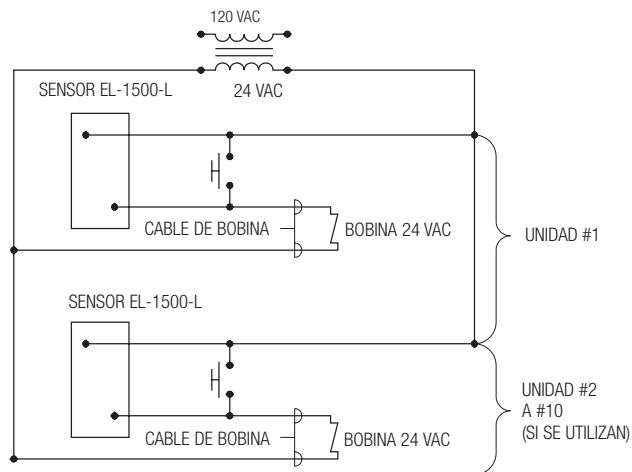 120 VAC
24 VAC
SENSOR EL-1500-L
CABLE DE BOBINA
BOBINA 24 VAC
UNIDAD #1
SENSOR EL-1500-L
CABLE DE BOBINA
BOBINA 24 VAC
UNIDAD #2
A #10
(SI SE UTILIZAN)